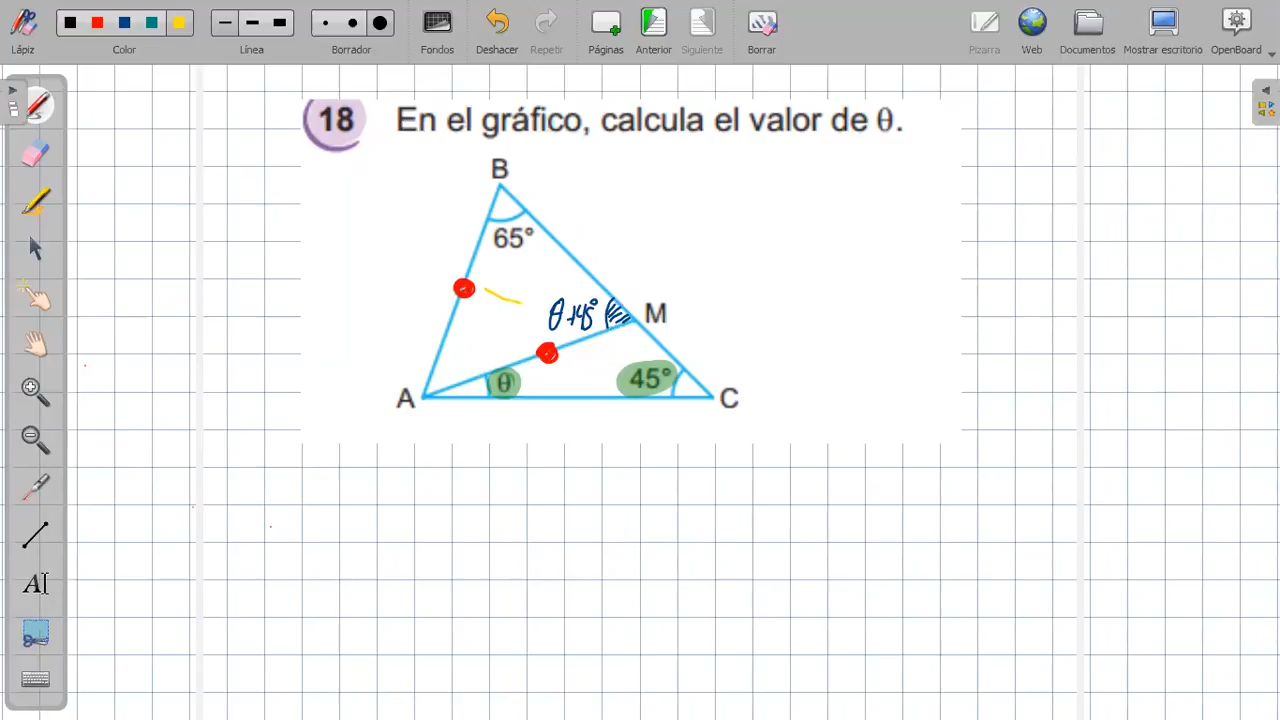 Lápiz
Color
Línea
Borrador
Fondos
Deshacer
Repetir
Páginas
Anterior
Siguiente
Borrar
Pizarra
Web
Documentos
Mostrar escritorio
OpenBoard
18 En el gráfico, calcula el valor de θ.
B
65°
θ+45°
M
θ
45°
A
C
AI